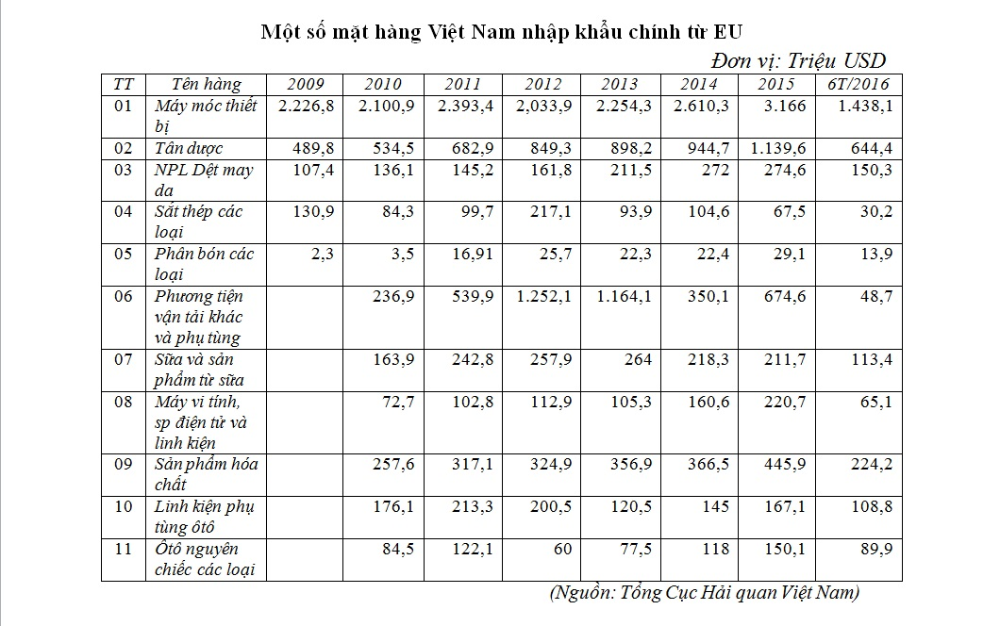 Một số mặt hàng Việt Nam nhập khẩu chính từ EU
Đơn vị: Triệu USD
TT Tên hàng 2009 2010 2011 2012 2013 2014 2015 6T/2016
01 Máy móc thiết 2.226,8 2.100,9 2.393,4 2,033,9 2.254,3 2.610,3 3.166 1.438,1
bị
02 Tân dược 489,8 534,5 682,9 849,3 898,2 944,7 1.139,6 644,4
03 NPL Dệt may 107,4 136,1 145,2 161,8 211,5 272 274,6 150,3
da
04 Sắt thép các 130,9 84,3 99,7 217,1 93,9 104,6 67,5 30,2
loại
05 Phân bón các 2,3 3,5 16,91 25,7 22,3 22,4 29,1 13,9
loại
06 Phương tiện 236,9 539,9 1.252,1 1.164,1 350,1 674,6 48,7
vận tải khác
và phụ tùng
07 Sữa và sản 163,9 242,8 257,9 264 218,3 211,7 113,4
phẩm từ sữa
08 Máy vi tính, 72,7 102,8 112,9 105,3 160,6 220,7 65,1
sp điện tử và
linh kiện
09 Sản phẩm hóa 257,6 317,1 324,9 356,9 366,5 445,9 224,2
chất
10 Linh kiện phụ 176,1 213,3 200,5 120,5 145 167,1 108,8
tùng ôtô
11 Ôtô nguyên 84,5 122,1 60 77,5 118 150,1 89,9
chiếc các loại
(Nguồn: Tổng Cục Hải quan Việt Nam)